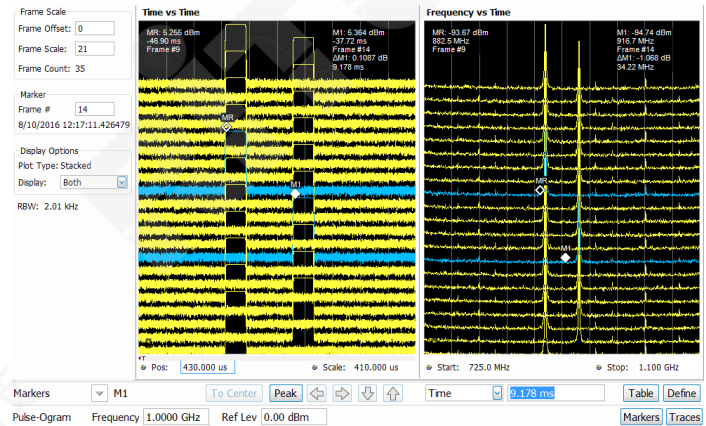 Frame Scale
Frame Offset: 0
Frame Scale: 21
Frame Count: 35
Marker
Frame # 14
8/10/2016 12:17:11.426479
Display Options
Plot Type: Stacked
Display: Both
RBW: 2.01 kHz
Time vs Time
MR: 5.255 dBm
-46.90 ms
Frame #9
M1: 5.364 dBm
-37.72 ms
Frame #14
ΔM1: 0.1087 dB
9.178 ms
MR
M1
T
Pos: 430.000 us Scale: 410.000 us
Frequency vs Time
MR: -93.67 dBm
882.5 MHz
Frame #9
M1: -94.74 dBm
916.7 MHz
Frame #14
ΔM1: -1.068 dB
34.22 MHz
MR
M1
Start: 725.0 MHz Stop: 1.100 GHz
Markers M1 To Center Peak Time 9.178 ms Table Define
Pulse-Ogram Frequency 1.0000 GHz Ref Lev 0.00 dBm Markers Traces